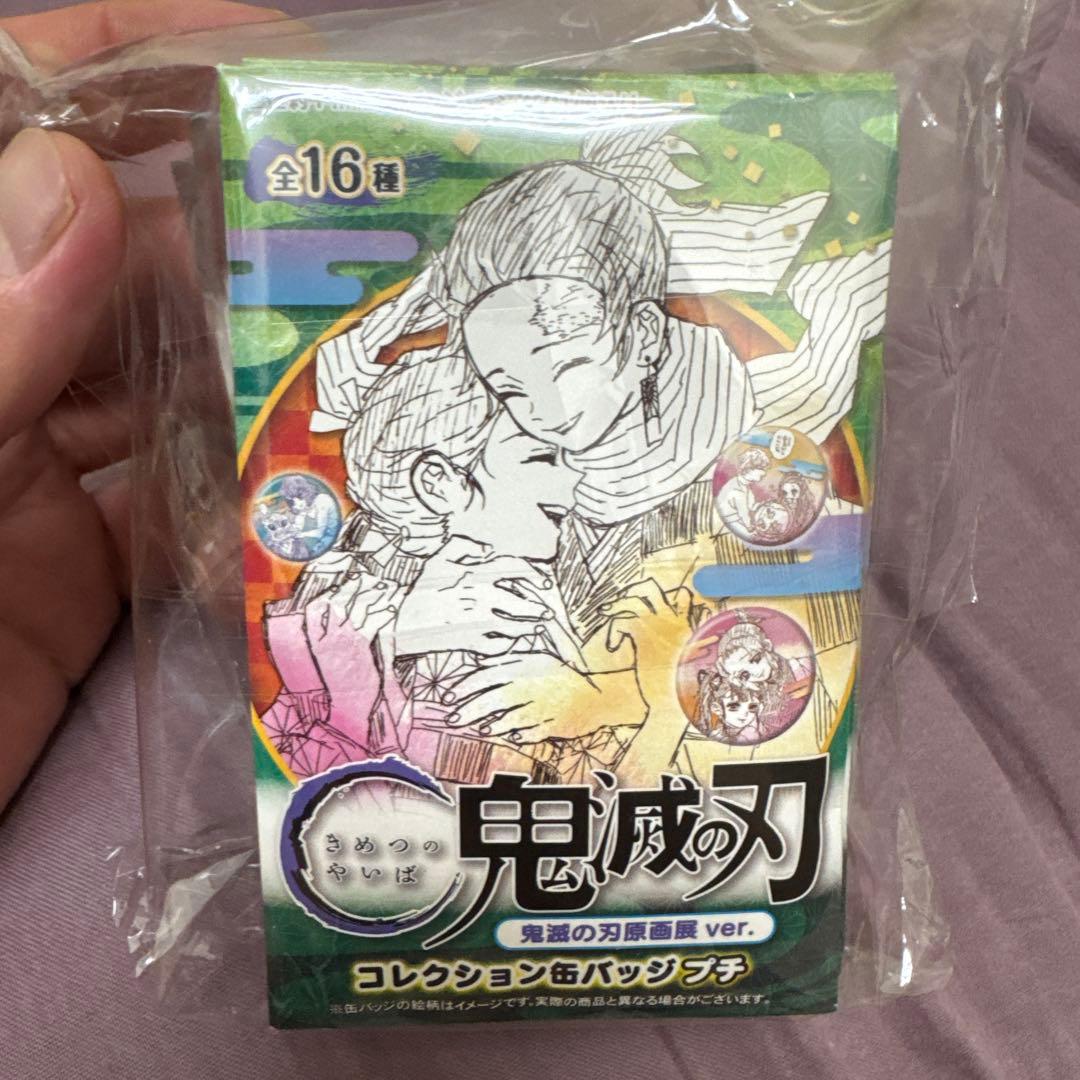 全16種
きめつの
やいば
鬼滅の刃
鬼滅の刃原画展 ver.
コレクション缶バッジ プチ
※缶バッジの絵柄はイメージです。実際の商品と異なる場合がございます。